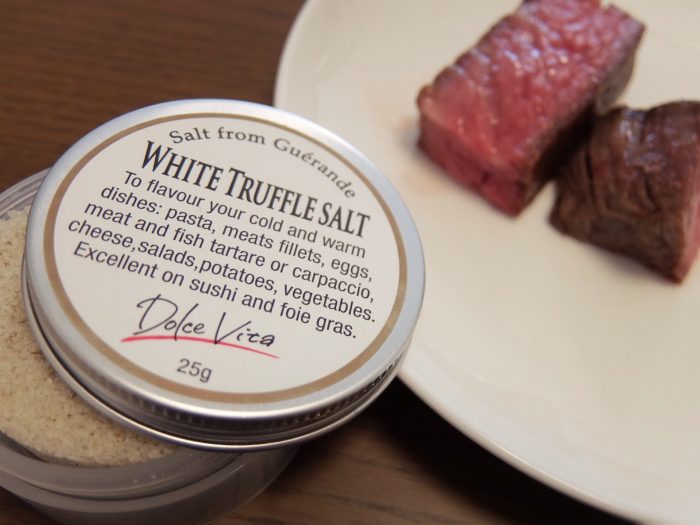 Salt from Guérande
WHITE TRUFFLE SALT
To flavour your cold and warm
dishes: pasta, meats fillets, eggs,
meat and fish tartare or carpaccio,
cheese,salads,potatoes, vegetables.
Excellent on sushi and foie gras.
Dolce Vita
25g